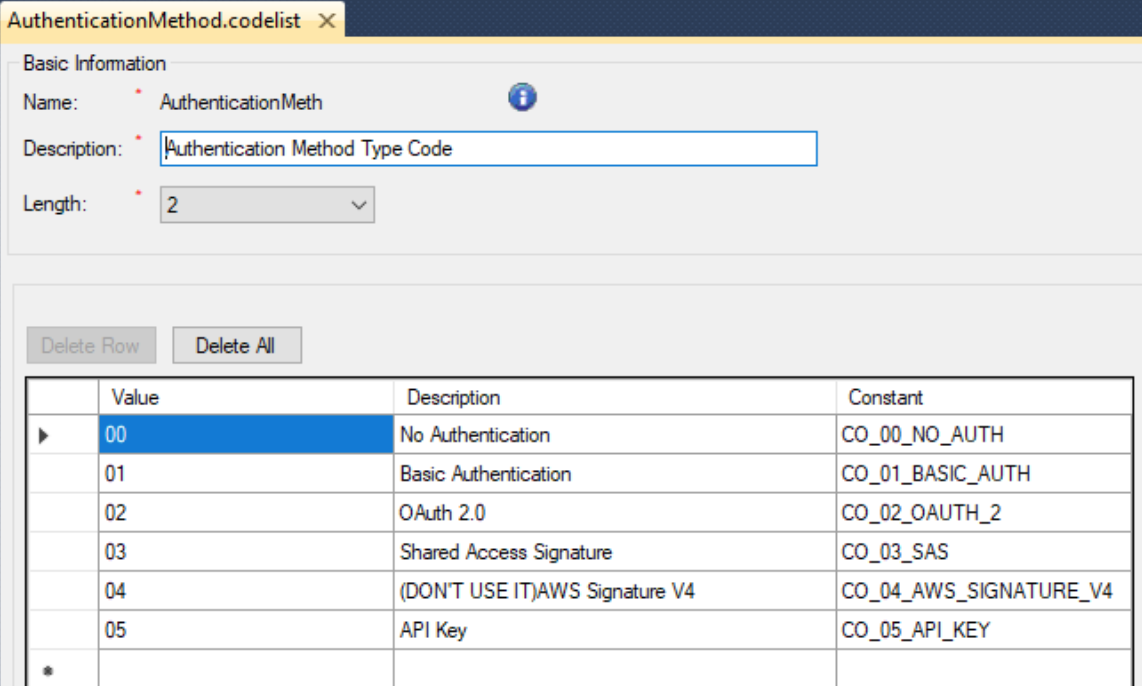 AuthenticationMethod.codelist
Basic Information
Name: * AuthenticationMeth
Description: * Authentication Method Type Code
Length: * 2
Delete Row Delete All
Value Description Constant
00 No Authentication CO_00_NO_AUTH
01 Basic Authentication CO_01_BASIC_AUTH
02 OAuth 2.0 CO_02_OAUTH_2
03 Shared Access Signature CO_03_SAS
04 (DON'T USE IT)AWS Signature V4 CO_04_AWS_SIGNATURE_V4
05 API Key CO_05_API_KEY
*